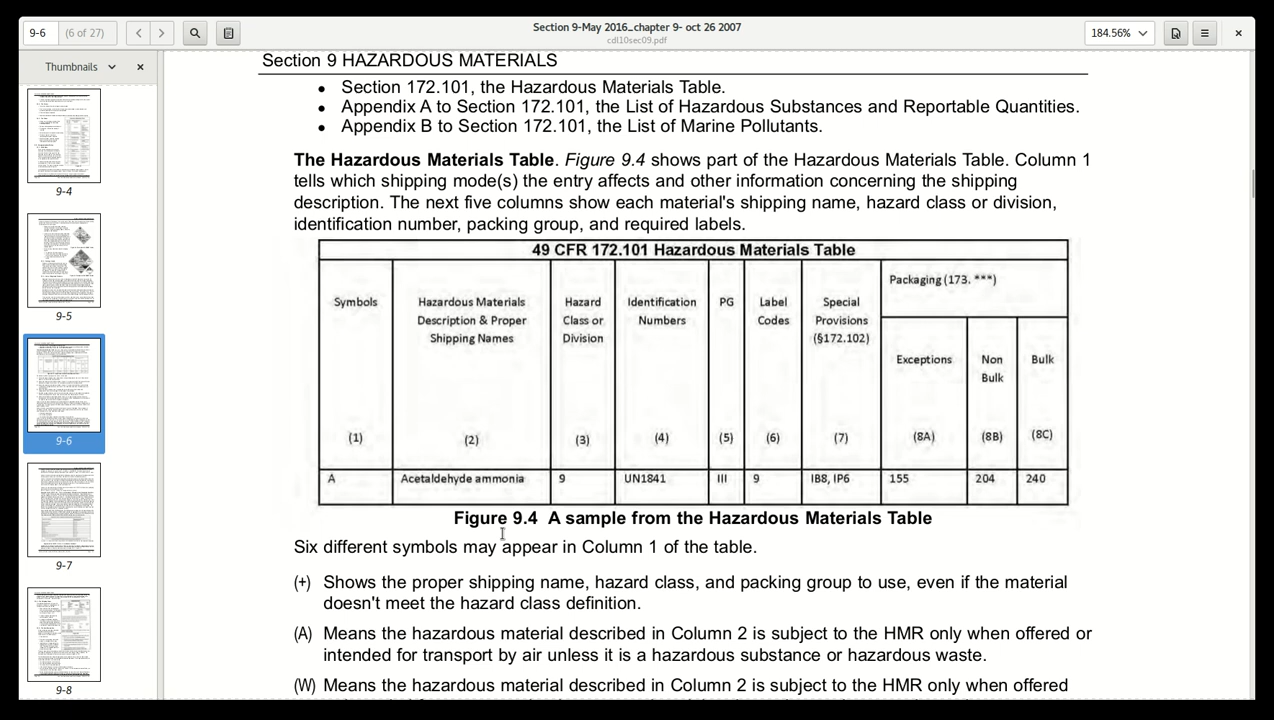 9-6 (6 of 27)
Section 9-May 2016_chapter 9- oct 26 2007
cdl10sec09.pdf
184.56%
Thumbnails
9-4
9-5
9-6
9-7
9-8
Section 9 HAZARDOUS MATERIALS
• Section 172.101, the Hazardous Materials Table.
• Appendix A to Section 172.101, the List of Hazardous Substances and Reportable Quantities.
• Appendix B to Section 172.101, the List of Marine Pollutants.
The Hazardous Materials Table. Figure 9.4 shows part of the Hazardous Materials Table. Column 1
tells which shipping mode(s) the entry affects and other information concerning the shipping
description. The next five columns show each material's shipping name, hazard class or division,
identification number, packing group, and required labels.
49 CFR 172.101 Hazardous Materials Table
Packaging (173. ***)
Symbols Hazardous Materials Hazard Identification PG Label Special
Description & Proper Class or Numbers Codes Provisions
Shipping Names Division (§172.102)
Exceptions Non Bulk
Bulk
(1) (2) (3) (4) (5) (6) (7) (8A) (8B) (8C)
A Acetaldehyde ammonia 9 UN1841 III 9 IB8, IP6 155 204 240
Figure 9.4 A sample from the Hazardous Materials Table
Six different symbols may appear in Column 1 of the table.
(+) Shows the proper shipping name, hazard class, and packing group to use, even if the material
doesn't meet the hazard class definition.
(A) Means the hazardous material described in Column 2 is subject to the HMR only when offered or
intended for transport by air unless it is a hazardous substance or hazardous waste.
(W) Means the hazardous material described in Column 2 is subject to the HMR only when offered